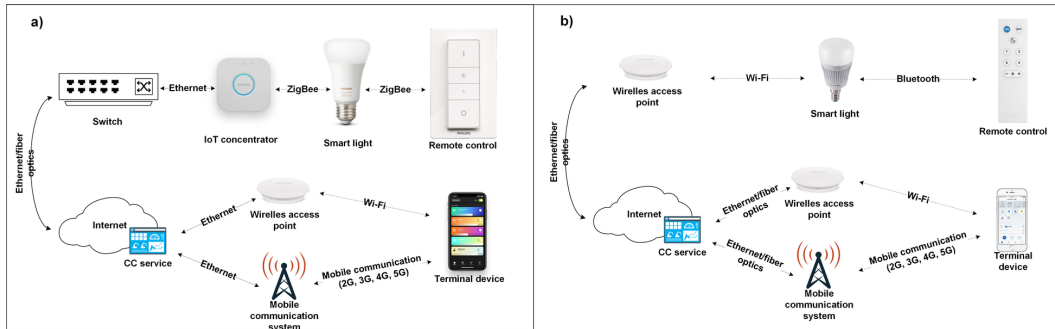 a)
Ethernet
ZigBee
ZigBee
Switch
IoT concentrator
Smart light
PHILIPS
Remote control
Ethernet/fiber
optics
Internet
CC service
Ethernet
Wirelles access
point
Wi-Fi
Ethernet
Mobile communication
(2G, 3G, 4G, 5G)
Terminal device
Mobile
communication
system
b)
Wirelles access
point
Wi-Fi
Smart light
Bluetooth
Remote control
Ethernet/fiber
optics
Internet
CC service
Ethernet/fiber
optics
Wirelles access
point
Wi-Fi
Ethernet/fiber
optics
Mobile communication
(2G, 3G, 4G, 5G)
Terminal
device
Mobile
communication
system